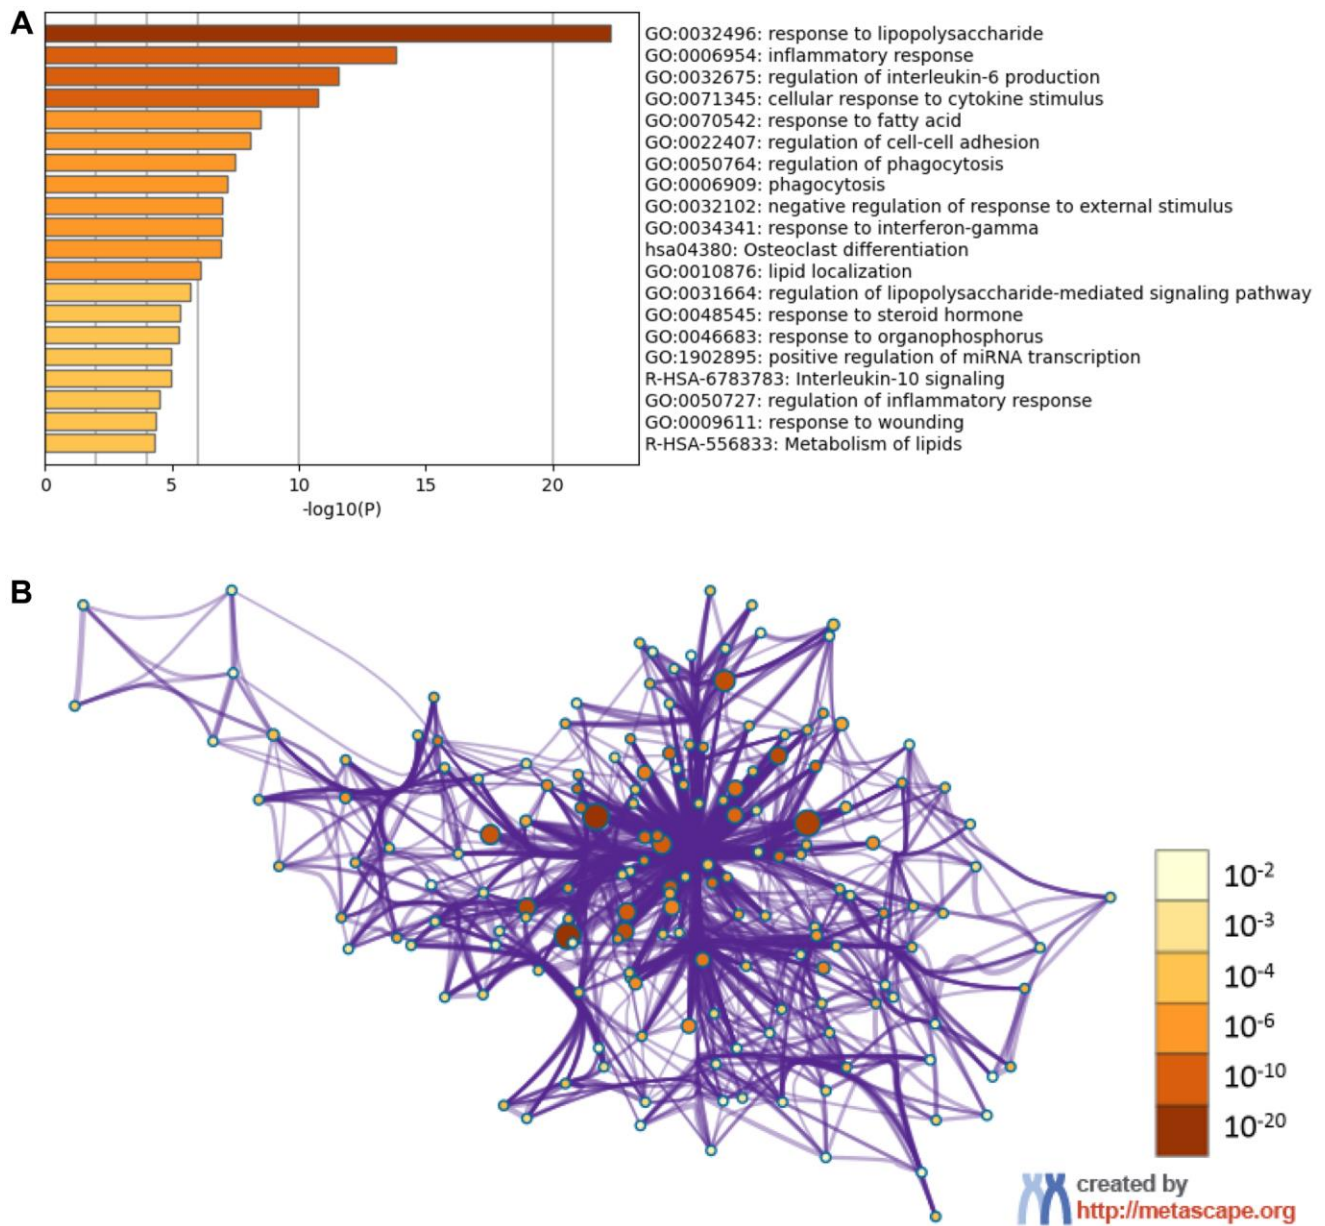 A
GO:0032496: response to lipopolysaccharide
GO:0006954: inflammatory response
GO:0032675: regulation of interleukin-6 production
GO:0071345: cellular response to cytokine stimulus
GO:0070542: response to fatty acid
GO:0022407: regulation of cell-cell adhesion
GO:0050764: regulation of phagocytosis
GO:0006909: phagocytosis
GO:0032102: negative regulation of response to external stimulus
GO:0034341: response to interferon-gamma
hsa04380: Osteoclast differentiation
GO:0010876: lipid localization
GO:0031664: regulation of lipopolysaccharide-mediated signaling pathway
GO:0048545: response to steroid hormone
GO:0046683: response to organophosphorus
GO:1902895: positive regulation of miRNA transcription
R-HSA-6783783: Interleukin-10 signaling
GO:0050727: regulation of inflammatory response
GO:0009611: response to wounding
R-HSA-556833: Metabolism of lipids
0 5 10 15 20
-log10(P)
B
10⁻²
10⁻³
10⁻⁴
10⁻⁶
10⁻¹⁰
10⁻²⁰
created by
http://metascape.org